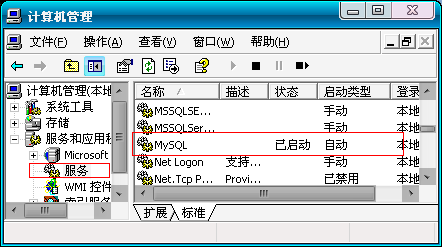 计算机管理
文件(F) 操作(A) 查看(V) 窗口(W) 帮助(H)
计算机管理(本地
系统工具
存储
服务和应用程
Microsoft
服务
WMI 控件
索引服务
名称 描述 状态 启动类型 登录
MSSQLSE... 手动 本地
MSSQLSer... 手动 本地
MySQL 已启动 自动 本地
Net Logon 支持... 手动 本地
Net.Tcp P... Provi... 已禁用 本地
扩展 标准